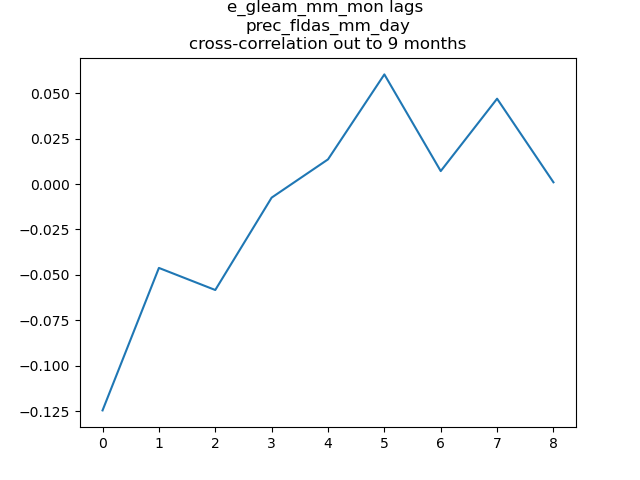 e_gleam_mm_mon lags
prec_fldas_mm_day
cross-correlation out to 9 months
0.050
0.025
0.000
−0.025
−0.050
−0.075
−0.100
−0.125
0 1 2 3 4 5 6 7 8